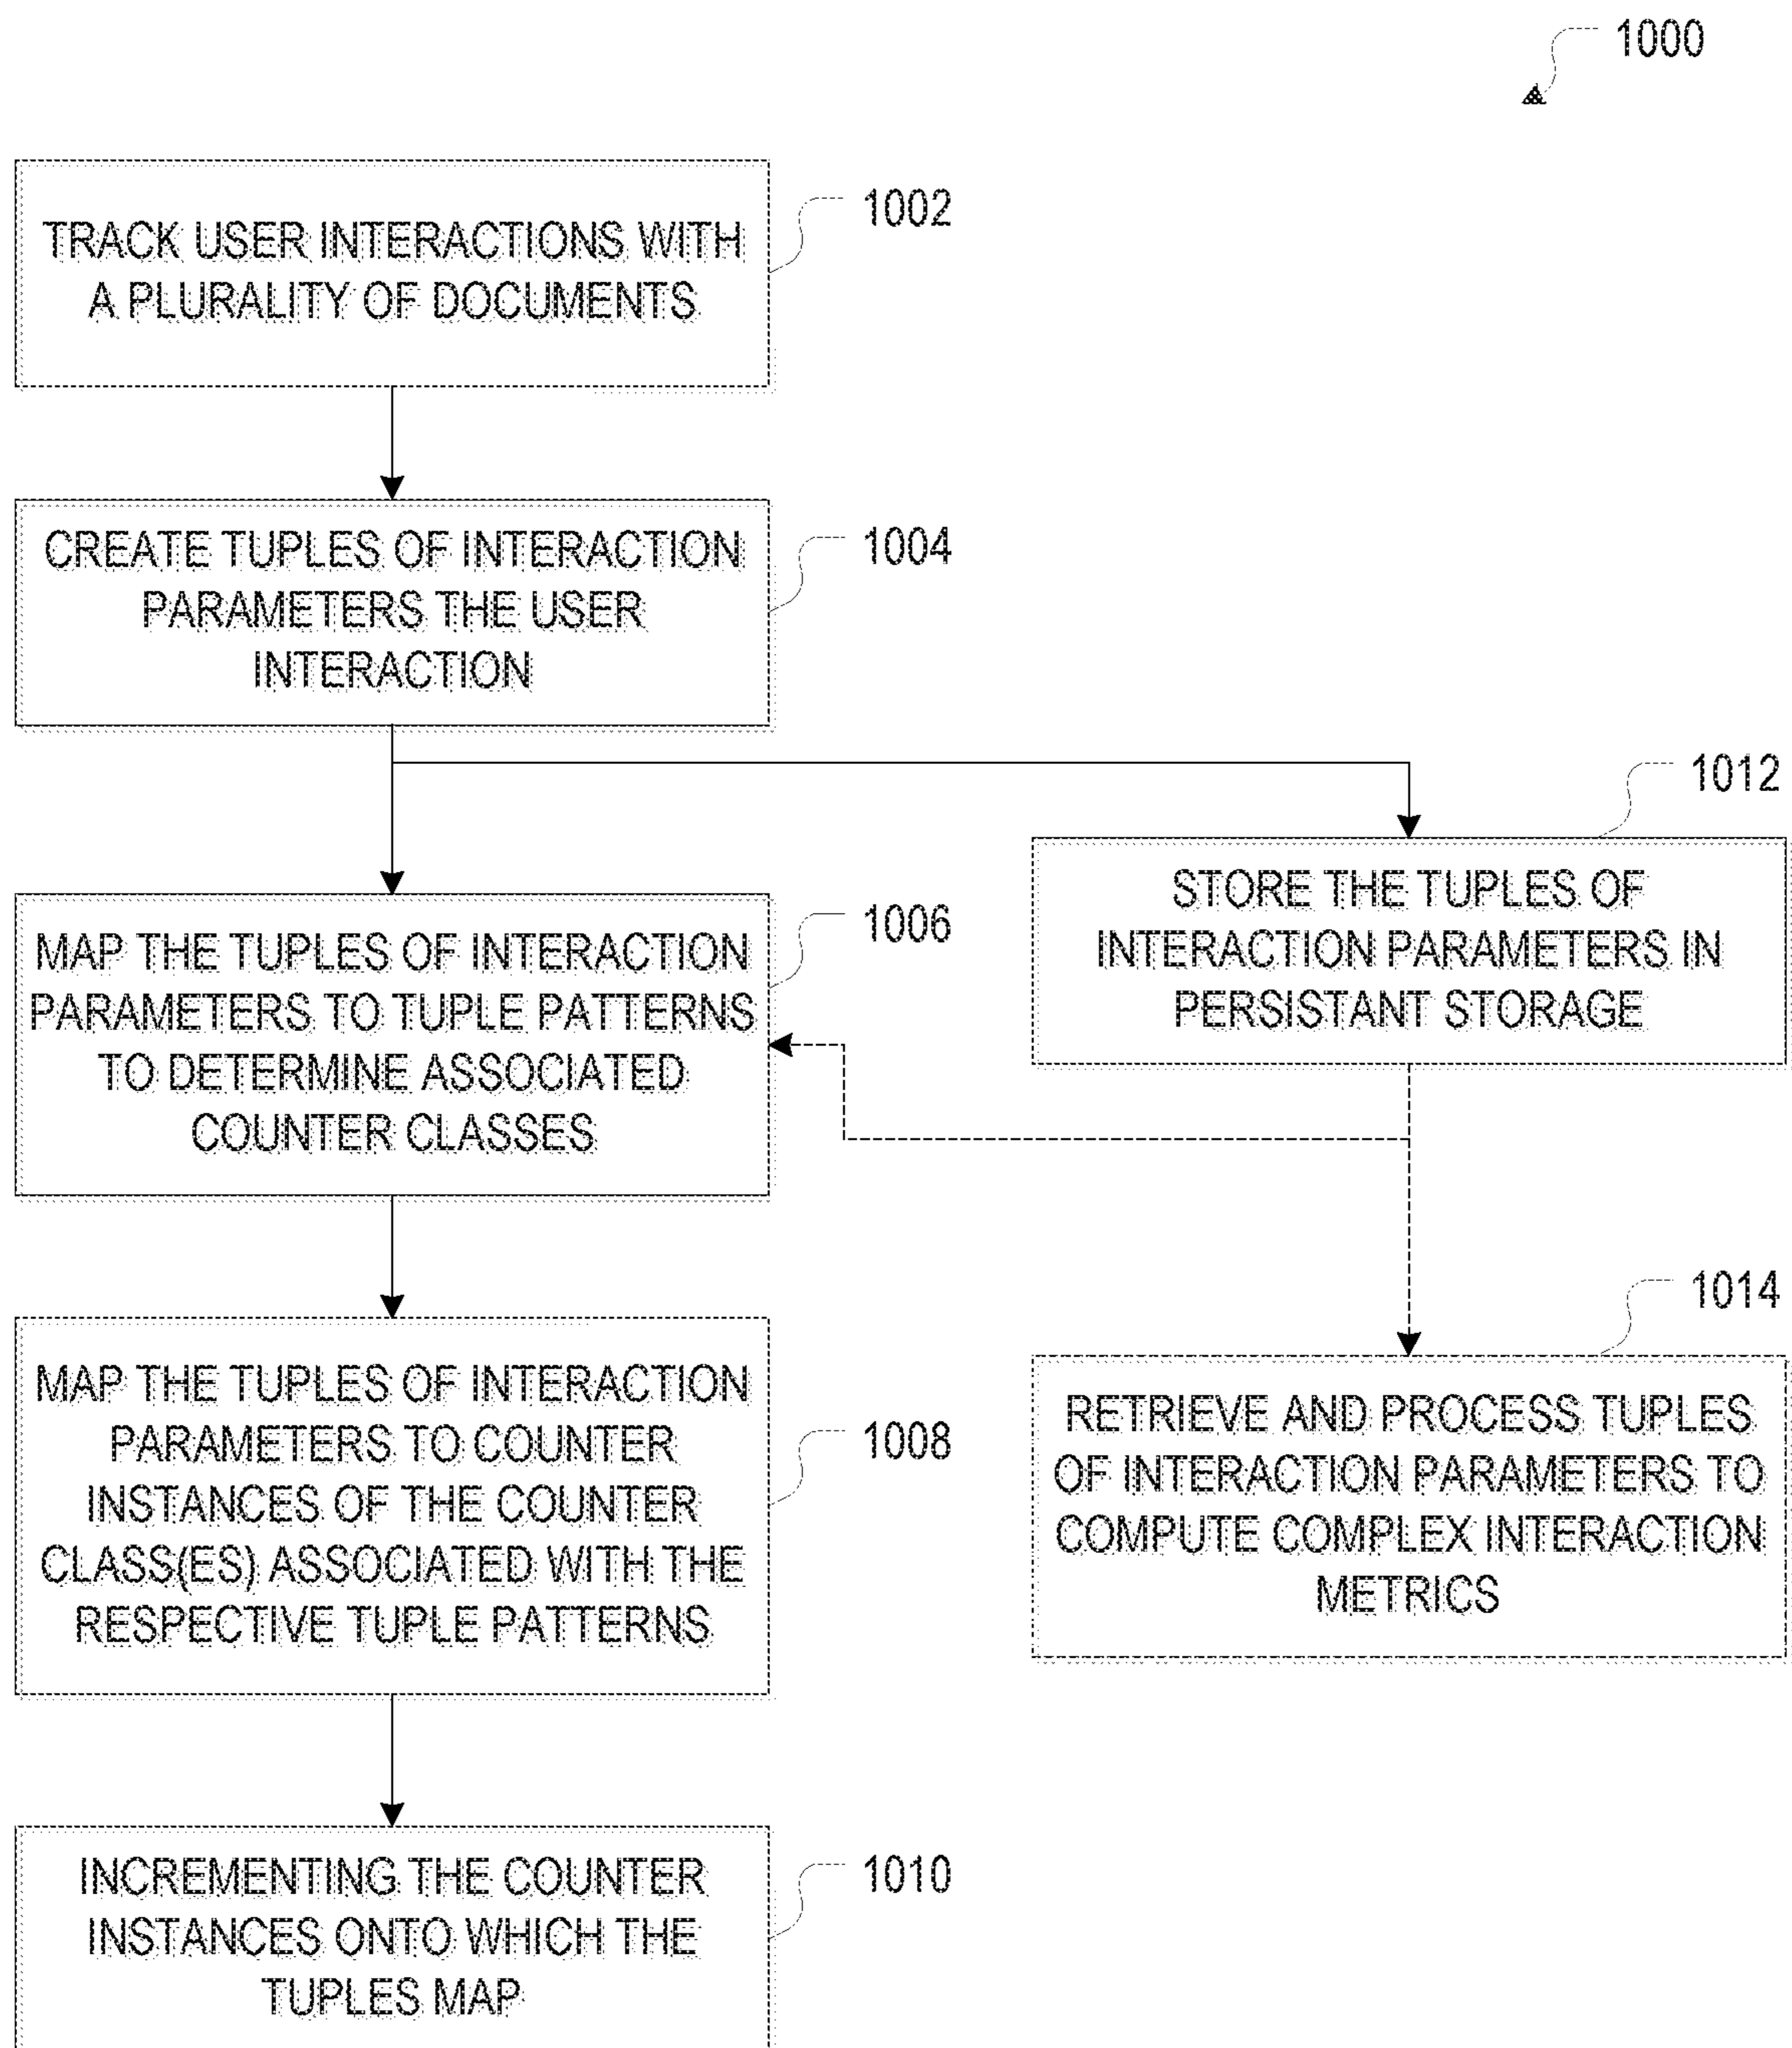 1000
TRACK USER INTERACTIONS WITH
A PLURALITY OF DOCUMENTS
1002
CREATE TUPLES OF INTERACTION
PARAMETERS THE USER
INTERACTION
1004
MAP THE TUPLES OF INTERACTION
PARAMETERS TO TUPLE PATTERNS
TO DETERMINE ASSOCIATED
COUNTER CLASSES
1006
STORE THE TUPLES OF
INTERACTION PARAMETERS IN
PERSISTANT STORAGE
1012
MAP THE TUPLES OF INTERACTION
PARAMETERS TO COUNTER
INSTANCES OF THE COUNTER
CLASS(ES) ASSOCIATED WITH THE
RESPECTIVE TUPLE PATTERNS
1008
RETRIEVE AND PROCESS TUPLES
OF INTERACTION PARAMETERS TO
COMPUTE COMPLEX INTERACTION
METRICS
1014
INCREMENTING THE COUNTER
INSTANCES ONTO WHICH THE
TUPLES MAP
1010